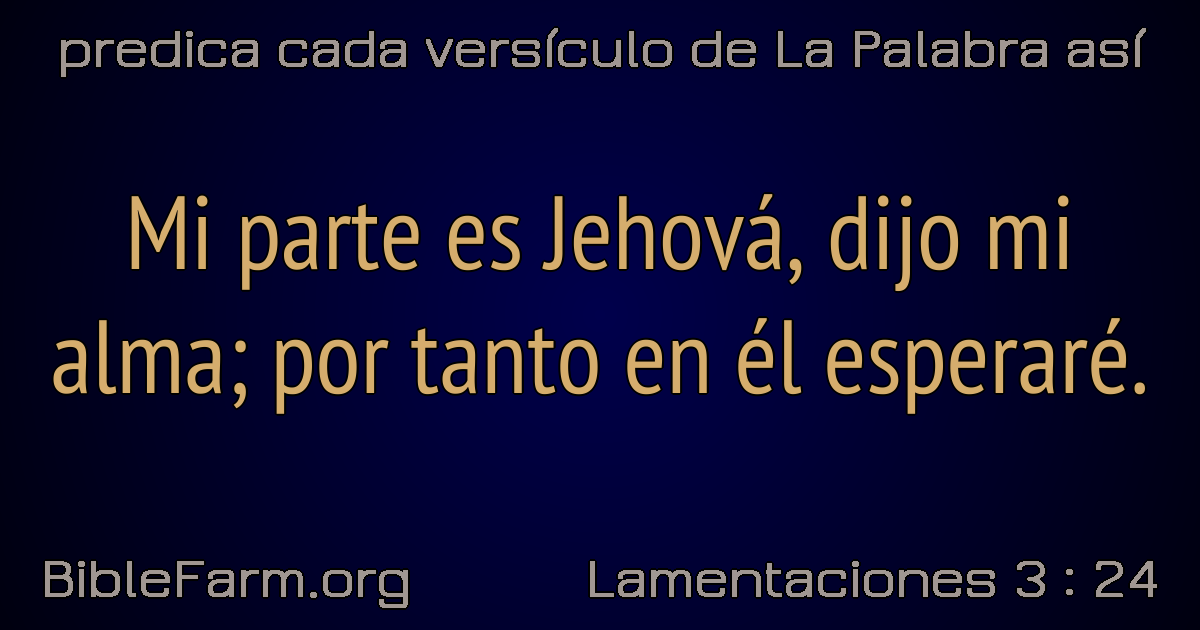 predica cada versículo de La Palabra así
Mi parte es Jehová, dijo mi
alma; por tanto en él esperaré.
BibleFarm.org
Lamentaciones 3 : 24